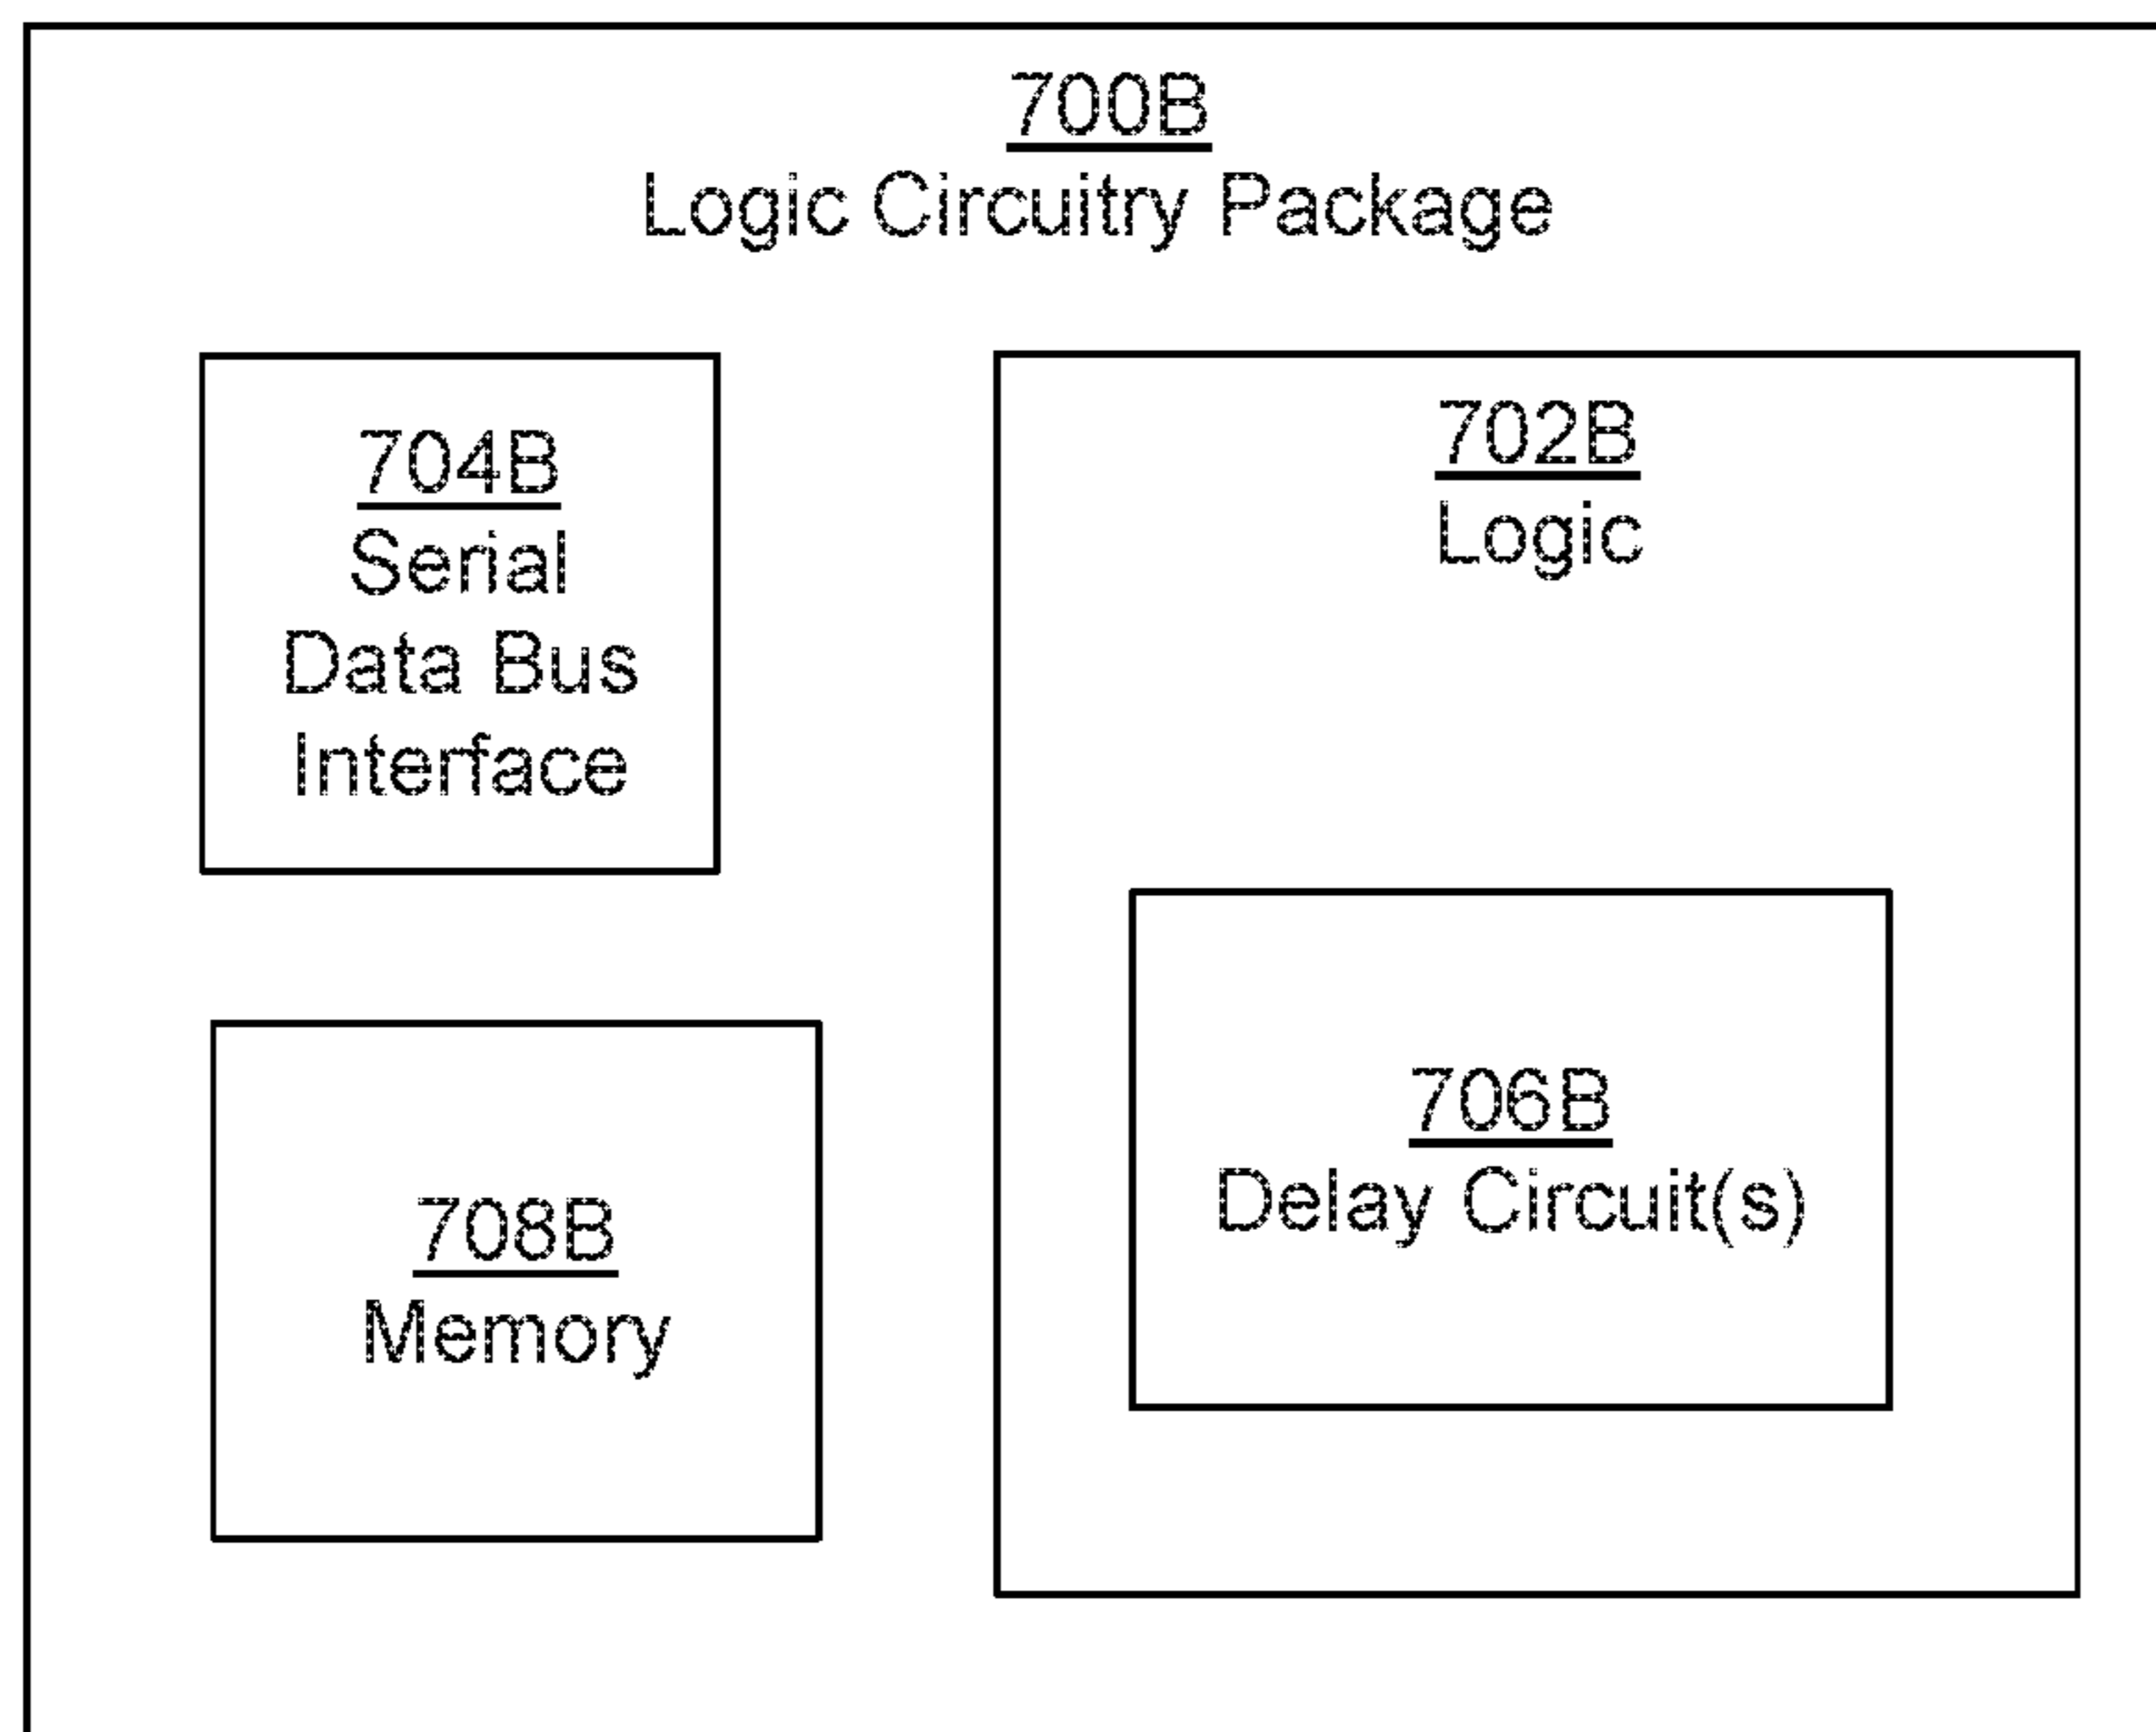 700B
Logic Circuitry Package
704B
Serial
Data Bus
Interface
702B
Logic
708B
Memory
706B
Delay Circuit(s)